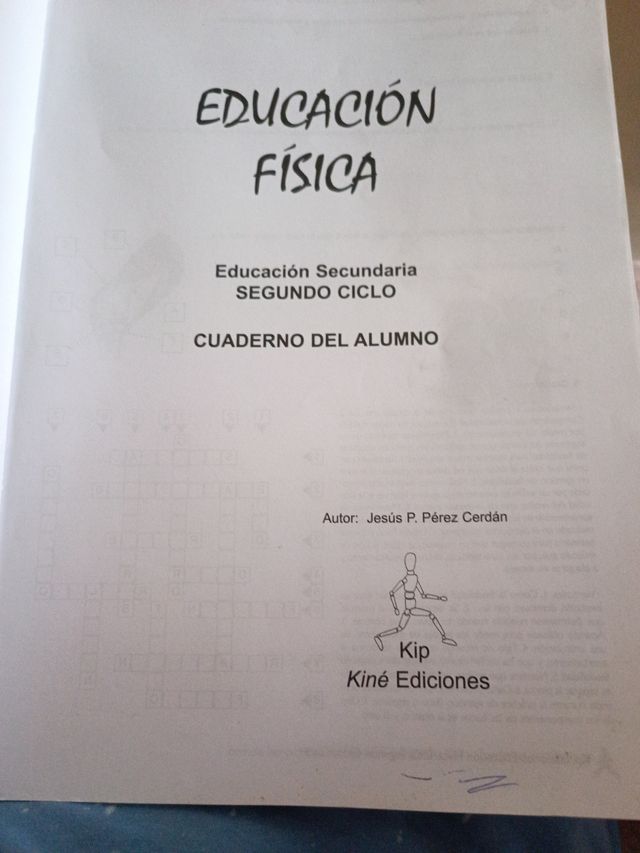 EDUCACIÓN
FÍSICA
Educación Secundaria
SEGUNDO CICLO
CUADERNO DEL ALUMNO
Autor: Jesús P. Pérez Cerdán
Kip
Kiné Ediciones